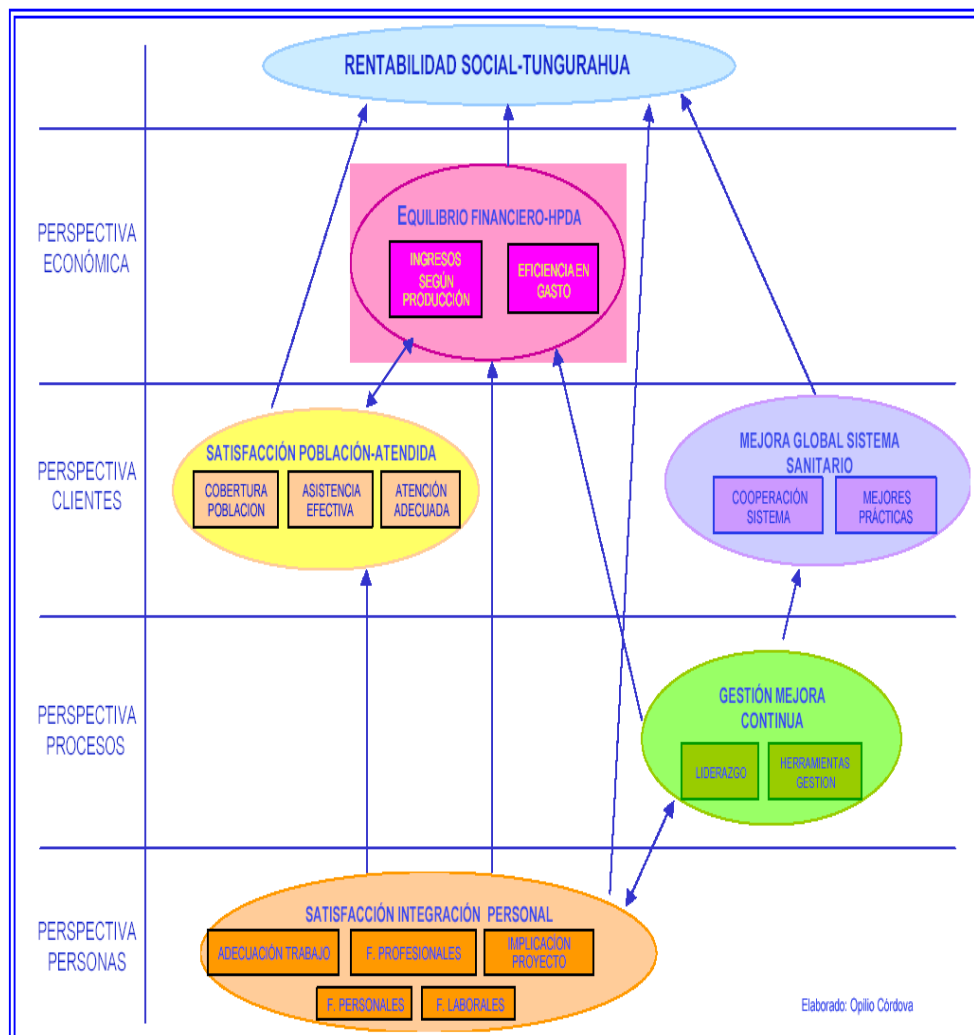 RENTABILIDAD SOCIAL-TUNGURAHUA
PERSPECTIVA
ECONÓMICA
EQUILIBRIO FINANCIERO-HPDA
INGRESOS
SEGÚN
PRODUCCIÓN
EFICIENCIA EN
GASTO
PERSPECTIVA
CLIENTES
SATISFACCIÓN POBLACIÓN-ATENDIDA
COBERTURA
POBLACION
ASISTENCIA
EFECTIVA
ATENCIÓN
ADECUADA
MEJORA GLOBAL SISTEMA
SANITARIO
COOPERACIÓN
SISTEMA
MEJORES
PRÁCTICAS
PERSPECTIVA
PROCESOS
GESTIÓN MEJORA
CONTINUA
LIDERAZGO
HERRAMIENTAS
GESTION
PERSPECTIVA
PERSONAS
SATISFACCIÓN INTEGRACIÓN PERSONAL
ADECUACIÓN TRABAJO
F. PROFESIONALES
IMPLICACÍON
PROYECTO
F. PERSONALES
F. LABORALES
Elaborado: Opilio Córdova